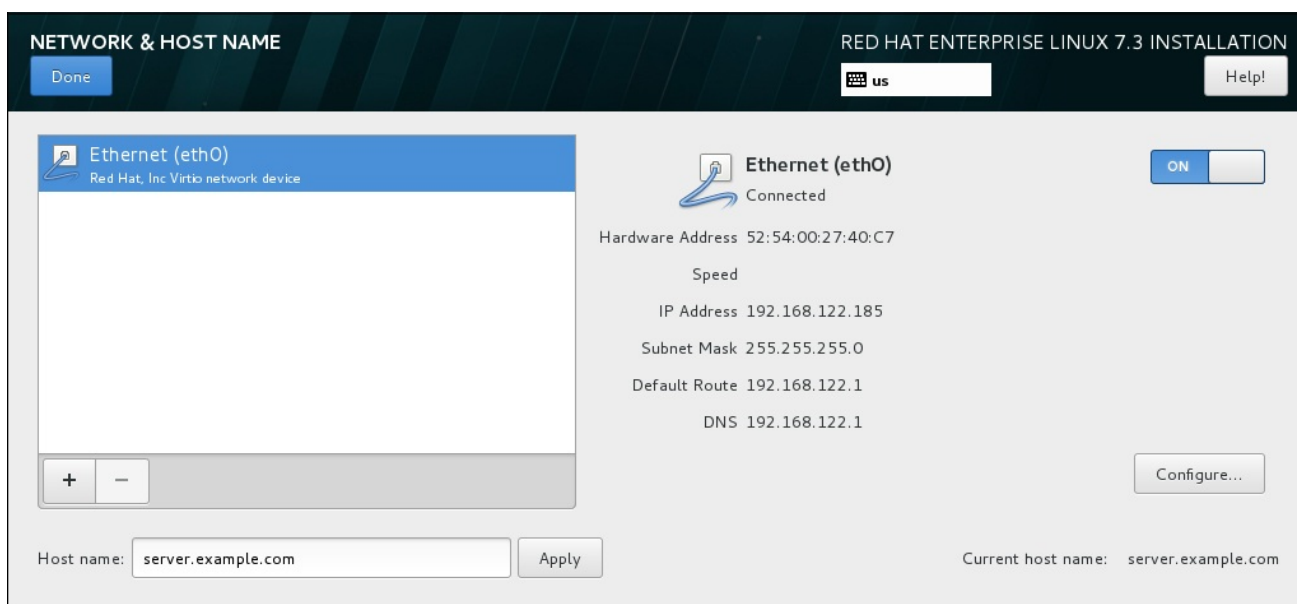 NETWORK & HOST NAME
RED HAT ENTERPRISE LINUX 7.3 INSTALLATION
Done
us
Help!
Ethernet (eth0)
Red Hat, Inc Virtio network device
Ethernet (eth0)
Connected
ON
Hardware Address 52:54:00:27:40:C7
Speed
IP Address 192.168.122.185
Subnet Mask 255.255.255.0
Default Route 192.168.122.1
DNS 192.168.122.1
+ −
Configure...
Host name: server.example.com Apply
Current host name: server.example.com